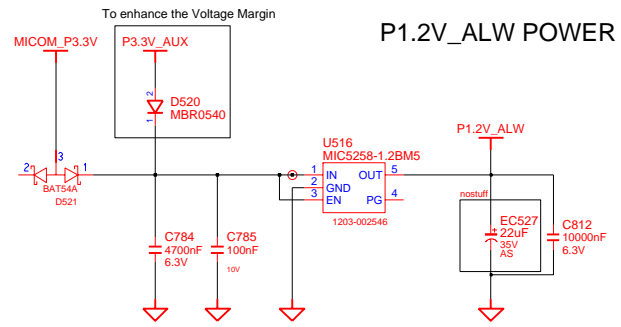 To enhance the Voltage Margin
P1.2V_ALW POWER
MICOM_P3.3V
P3.3V_AUX
2
D520
MBR0540
1
3
2
1
BAT54A
D521
U516
MIC5258-1.2BM5
1 IN OUT 5
2 GND
3 EN PG 4
1203-002546
P1.2V_ALW
nostuff
EC527
22uF
35V
AS
C812
10000nF
6.3V
C784
4700nF
6.3V
C785
100nF
10V